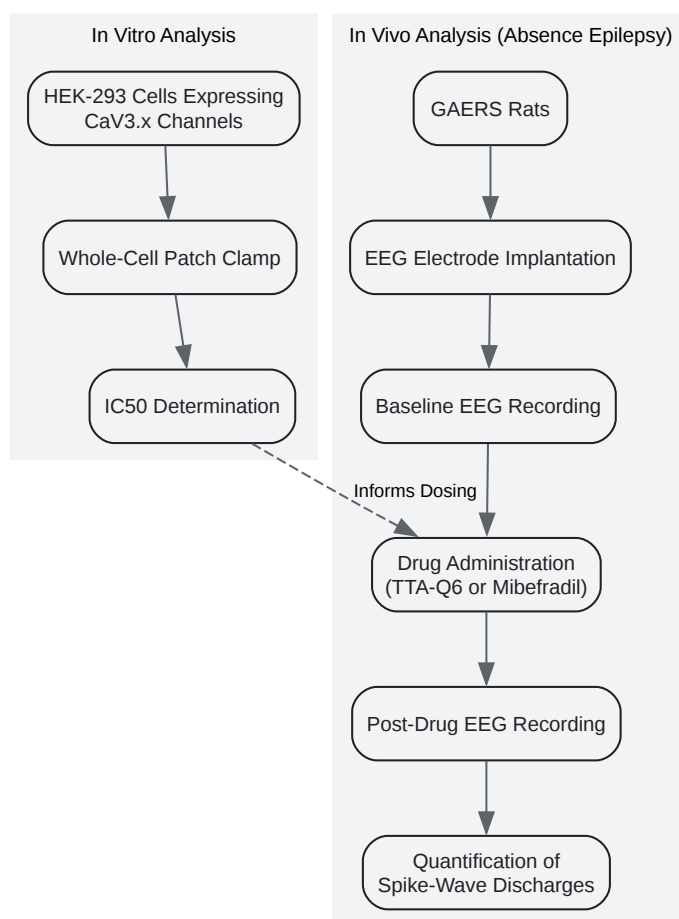 In Vitro Analysis
HEK-293 Cells Expressing
CaV3.x Channels
Whole-Cell Patch Clamp
IC50 Determination
In Vivo Analysis (Absence Epilepsy)
GAERS Rats
EEG Electrode Implantation
Baseline EEG Recording
Informs Dosing
Drug Administration
(TTA-Q6 or Mibefradil)
Post-Drug EEG Recording
Quantification of
Spike-Wave Discharges